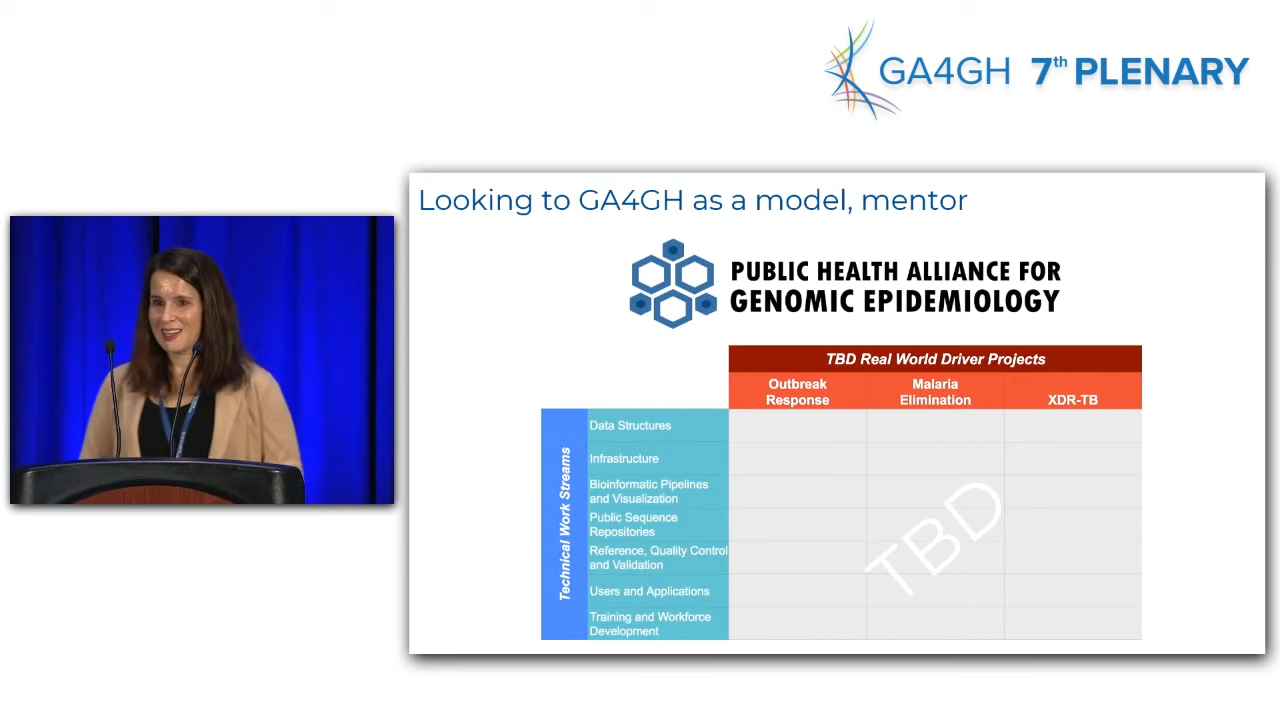 GA4GH 7th PLENARY
Looking to GA4GH as a model, mentor
PUBLIC HEALTH ALLIANCE FOR
GENOMIC EPIDEMIOLOGY
TBD Real World Driver Projects
Outbreak
Response
Malaria
Elimination
XDR-TB
Technical Work Streams
Data Structures
Infrastructure
Bioinformatic Pipelines
and Visualization
Public Sequence
Repositories
Reference, Quality Control
and Validation
Users and Applications
Training and Workforce
Development
TBD